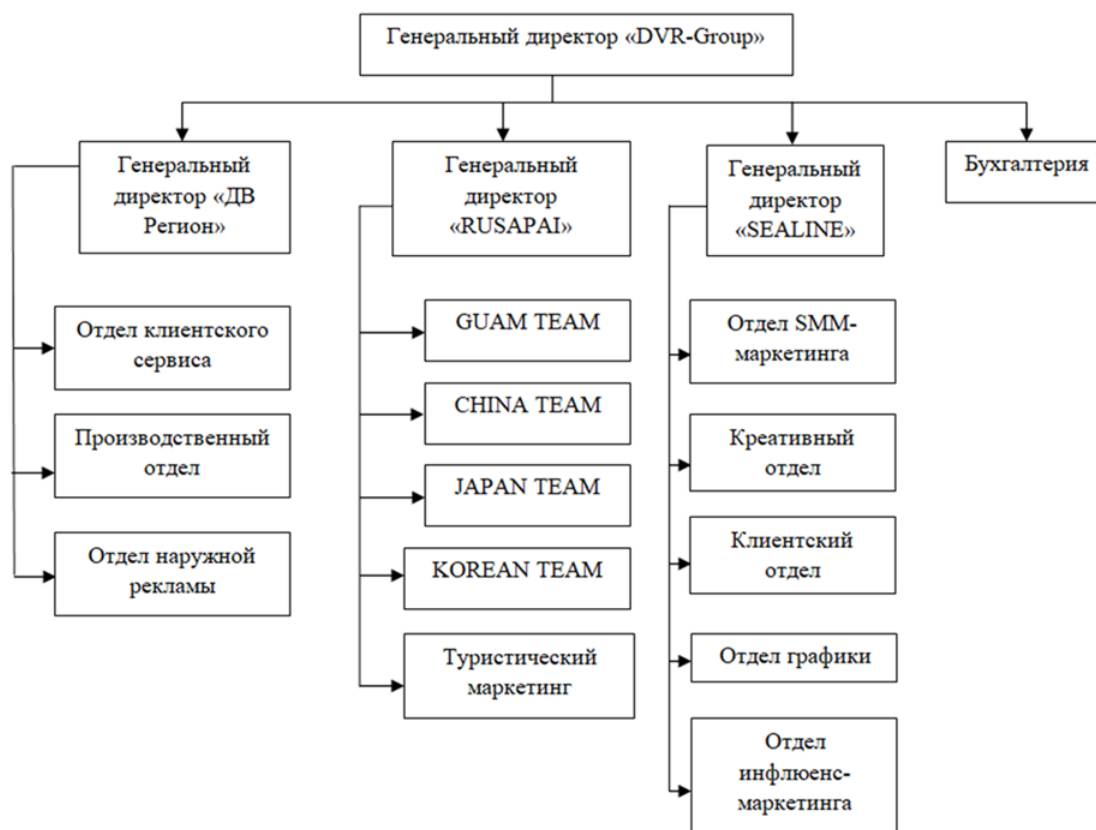 Генеральный директор «DVR-Group»
Генеральный
директор «ДВ
Регион»
Генеральный
директор
«RUSAPAI»
Генеральный
директор
«SEALINE»
Бухгалтерия
Отдел клиентского
сервиса
Производственный
отдел
Отдел наружной
рекламы
GUAM TEAM
CHINA TEAM
JAPAN TEAM
KOREAN TEAM
Туристический
маркетинг
Отдел SMM-
маркетинга
Креативный
отдел
Клиентский
отдел
Отдел графики
Отдел
инфлюенс-
маркетинга